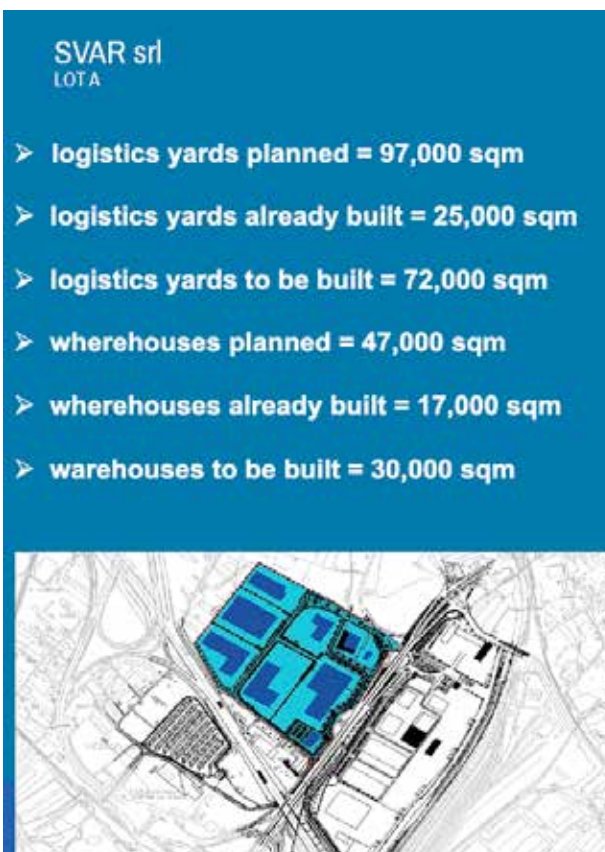 SVAR srl
LOT A
➢ logistics yards planned = 97,000 sqm
➢ logistics yards already built = 25,000 sqm
➢ logistics yards to be built = 72,000 sqm
➢ wherehouses planned = 47,000 sqm
➢ wherehouses already built = 17,000 sqm
➢ warehouses to be built = 30,000 sqm